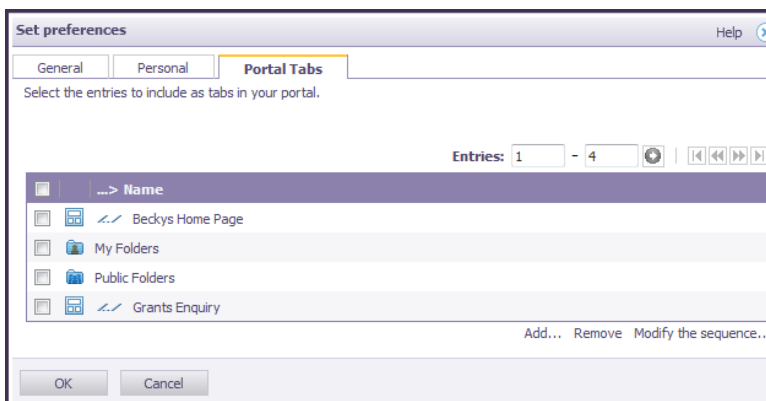 Set preferences Help
General Personal Portal Tabs
Select the entries to include as tabs in your portal.
Entries: 1 - 4
...> Name
Beckys Home Page
My Folders
Public Folders
Grants Enquiry
Add... Remove Modify the sequence..
OK Cancel